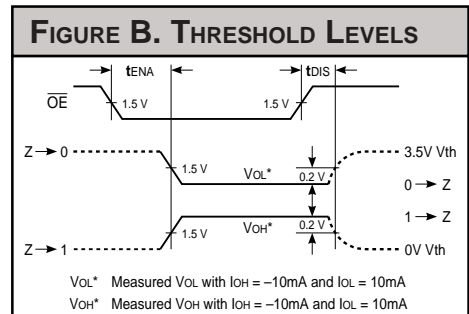 FIGURE B. THRESHOLD LEVELS
tENA tDIS
OE 1.5 V 1.5 V
Z 0 1.5 V VOL* 0.2 V 3.5V Vth
0 Z
1 Z
Z 1 1.5 V VOH* 0.2 V 0V Vth
VOL* Measured VOL with IOH = –10mA and IOL = 10mA
VOH* Measured VOH with IOH = –10mA and IOL = 10mA